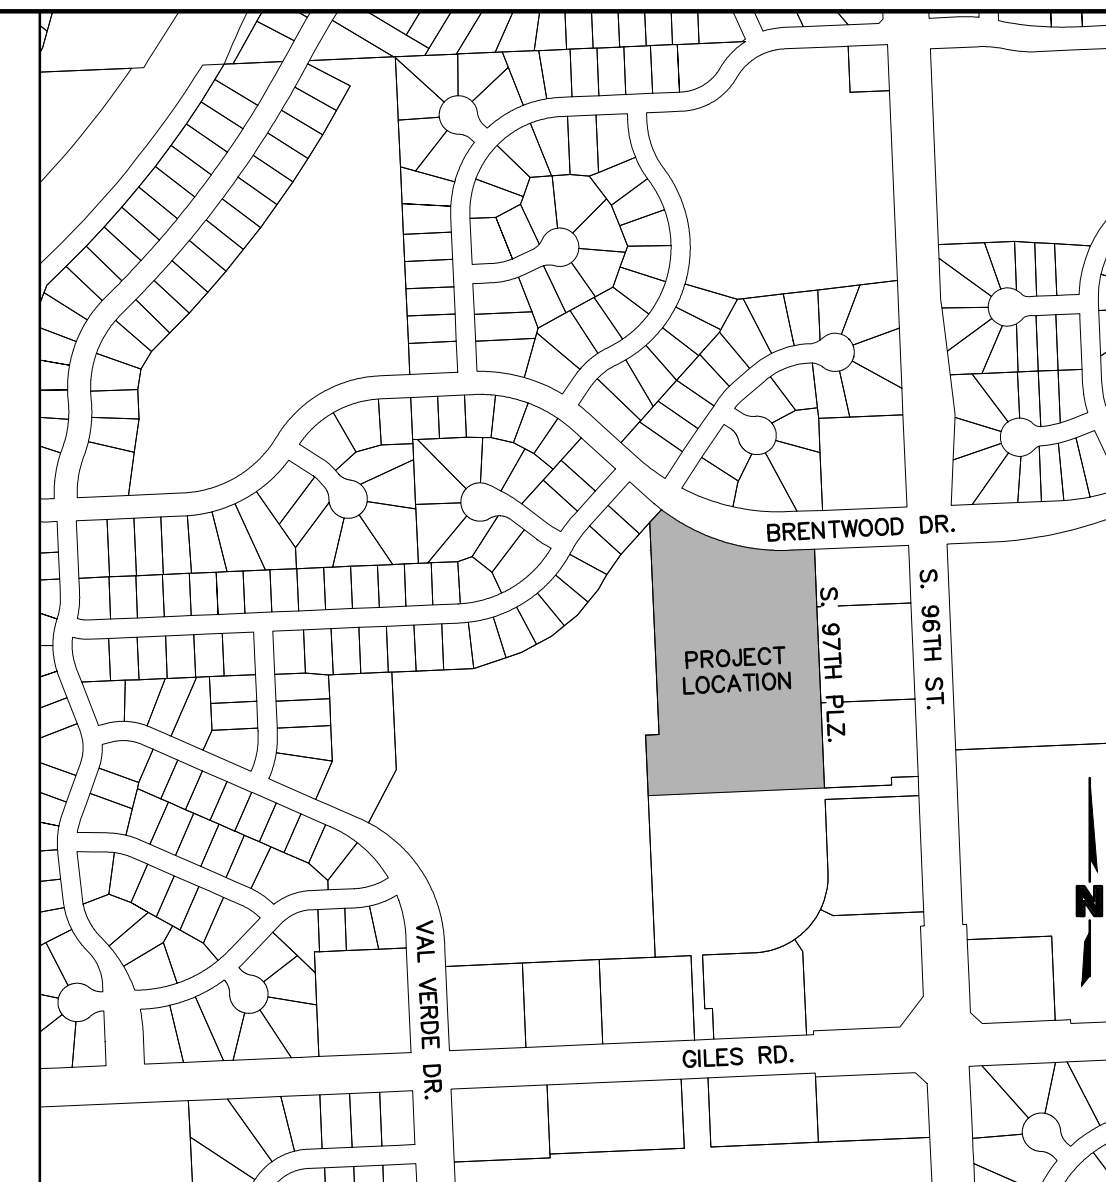 BRENTWOOD DR.
S. 96TH ST.
S. 97TH PLZ.
PROJECT
LOCATION
N
VAL VERDE DR.
GILES RD.